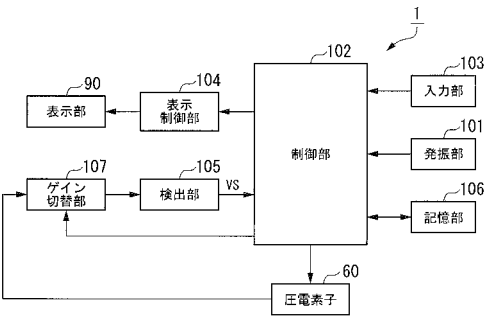 1
102
103
入力部
104
90
表示
制御部
表示部
101
発振部
制御部
107
105
ゲイン
切替部
検出部
VS
106
記憶部
60
圧電素子